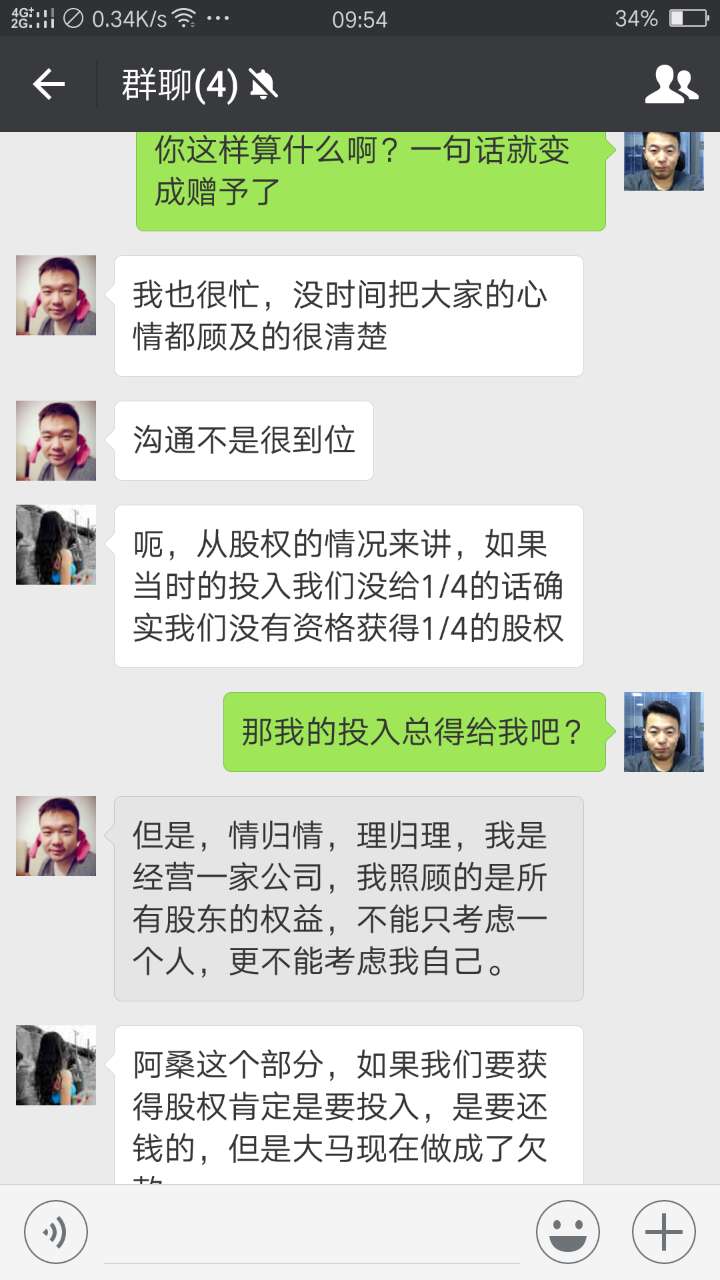 4G+
2G
0.34K/s
09:54
34%
群聊(4)
你这样算什么啊？一句话就变
成赠予了
我也很忙，没时间把大家的心
情都顾及的很清楚
沟通不是很到位
呃，从股权的情况来讲，如果
当时的投入我们没给1/4的话确
实我们没有资格获得1/4的股权
那我的投入总得给我吧？
但是，情归情，理归理，我是
经营一家公司，我照顾的是所
有股东的权益，不能只考虑一
个人，更不能考虑我自己。
阿桑这个部分，如果我们要获
得股权肯定是要投入，是要还
钱的，但是大马现在做成了欠